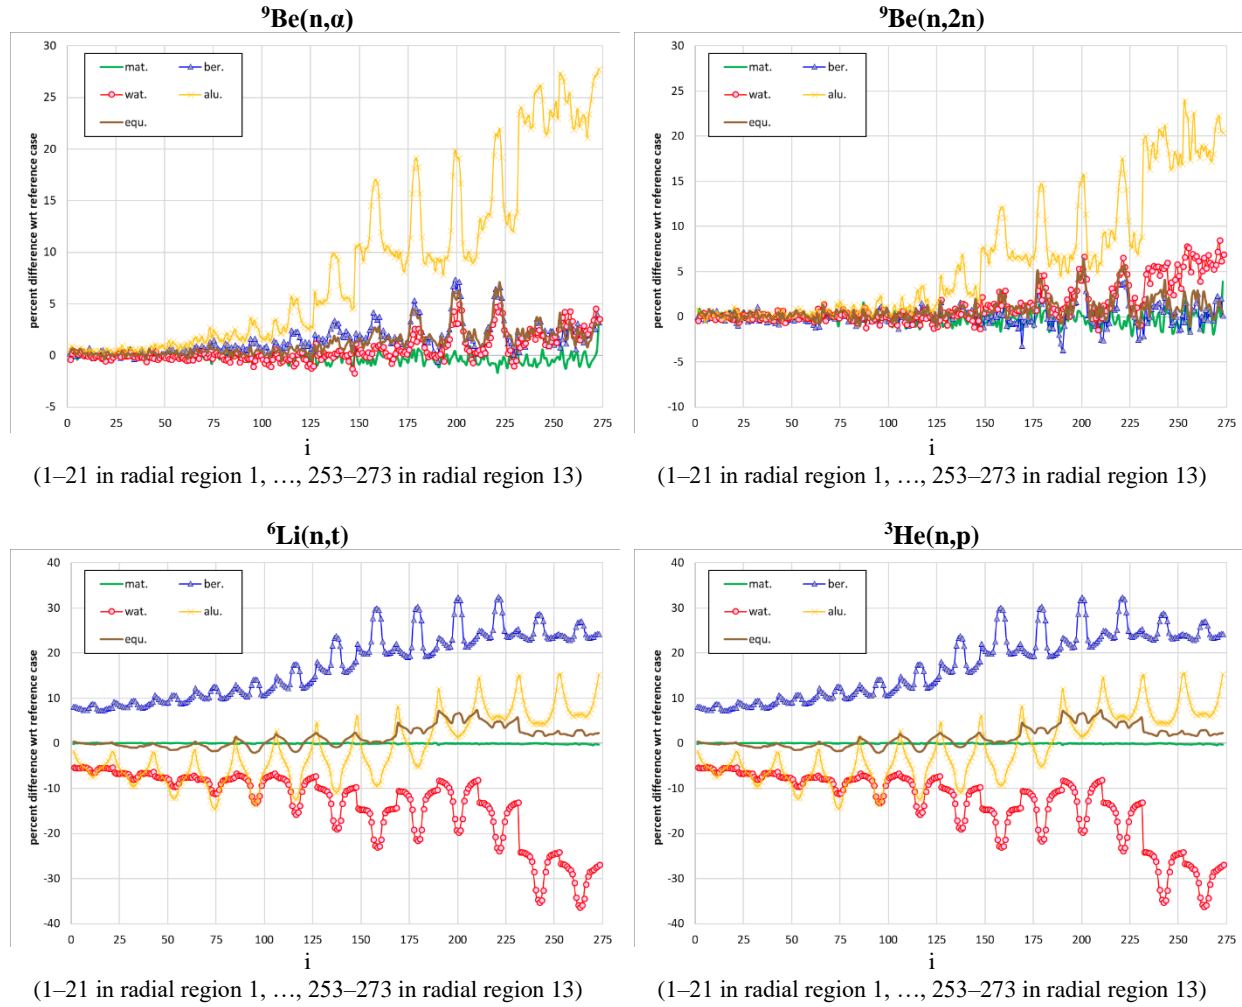 ⁹Be(n,α)
percent difference wrt reference case
30
25
20
15
10
5
0
-5
mat.
ber.
wat.
alu.
equ.
0 25 50 75 100 125 150 175 200 225 250 275
i
(1–21 in radial region 1, …, 253–273 in radial region 13)
⁹Be(n,2n)
percent difference wrt reference case
30
25
20
15
10
5
0
-5
-10
mat.
ber.
wat.
alu.
equ.
0 25 50 75 100 125 150 175 200 225 250 275
i
(1–21 in radial region 1, …, 253–273 in radial region 13)
⁶Li(n,t)
percent difference wrt reference case
40
30
20
10
0
-10
-20
-30
-40
mat.
ber.
wat.
alu.
equ.
0 25 50 75 100 125 150 175 200 225 250 275
i
(1–21 in radial region 1, …, 253–273 in radial region 13)
³He(n,p)
percent difference wrt reference case
40
30
20
10
0
-10
-20
-30
-40
mat.
ber.
wat.
alu.
equ.
0 25 50 75 100 125 150 175 200 225 250 275
i
(1–21 in radial region 1, …, 253–273 in radial region 13)